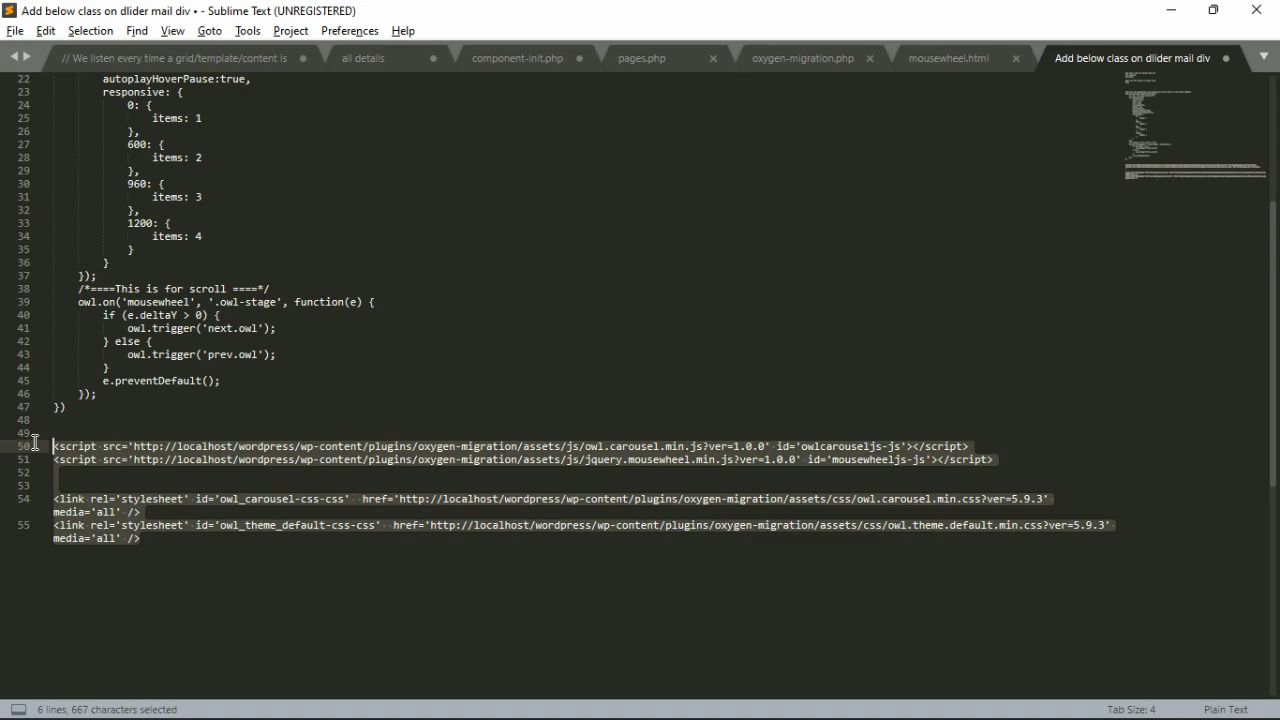 Add below class on dlider mail div • - Sublime Text (UNREGISTERED)
File Edit Selection Find View Goto Tools Project Preferences Help
// We listen every time a grid/template/content is all details component-init.php pages.php oxygen-migration.php mousewheel.html Add below class on dlider mail div
22 autoplayHoverPause:true,
23 responsive: {
24 0: {
25 items: 1
26 },
27 600: {
28 items: 2
29 },
30 960: {
31 items: 3
32 },
33 1200: {
34 items: 4
35 }
36 }
37 });
38 /*====This is for scroll ====*/
39 owl.on('mousewheel', '.owl-stage', function(e) {
40 if (e.deltaY > 0) {
41 owl.trigger('next.owl');
42 } else {
43 owl.trigger('prev.owl');
44 }
45 e.preventDefault();
46 });
47 })
48
49
50 <script src='http://localhost/wordpress/wp-content/plugins/oxygen-migration/assets/js/owl.carousel.min.js?ver=1.0.0' id='owlcarouseljs-js'></script>
51 <script src='http://localhost/wordpress/wp-content/plugins/oxygen-migration/assets/js/jquery.mousewheel.min.js?ver=1.0.0' id='mousewheeljs-js'></script>
52
53
54 <link rel='stylesheet' id='owl_carousel-css-css'  href='http://localhost/wordpress/wp-content/plugins/oxygen-migration/assets/css/owl.carousel.min.css?ver=5.9.3'
media='all' />
55 <link rel='stylesheet' id='owl_theme_default-css-css'  href='http://localhost/wordpress/wp-content/plugins/oxygen-migration/assets/css/owl.theme.default.min.css?ver=5.9.3'
media='all' />
6 lines, 667 characters selected Tab Size: 4 Plain Text